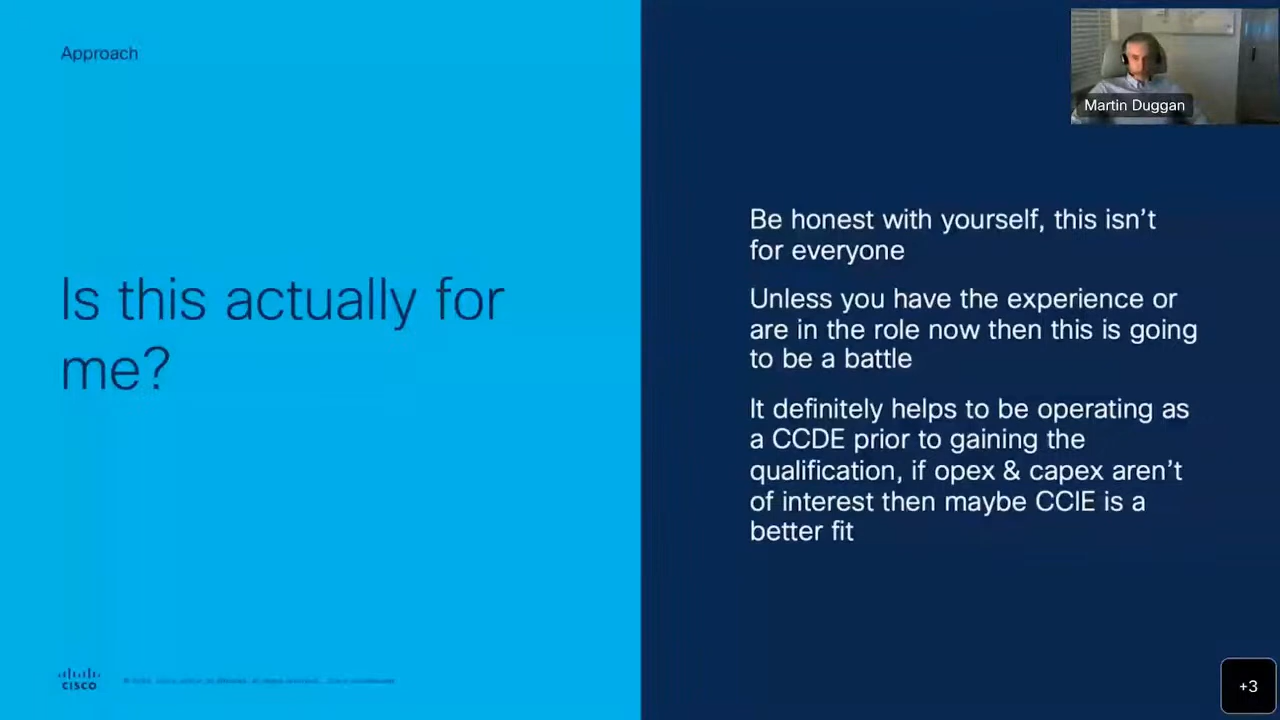 Approach
Martin Duggan
Is this actually for
me?
Be honest with yourself, this isn’t
for everyone
Unless you have the experience or
are in the role now then this is going
to be a battle
It definitely helps to be operating as
a CCDE prior to gaining the
qualification, if opex & capex aren’t
of interest then maybe CCIE is a
better fit
CISCO
+3